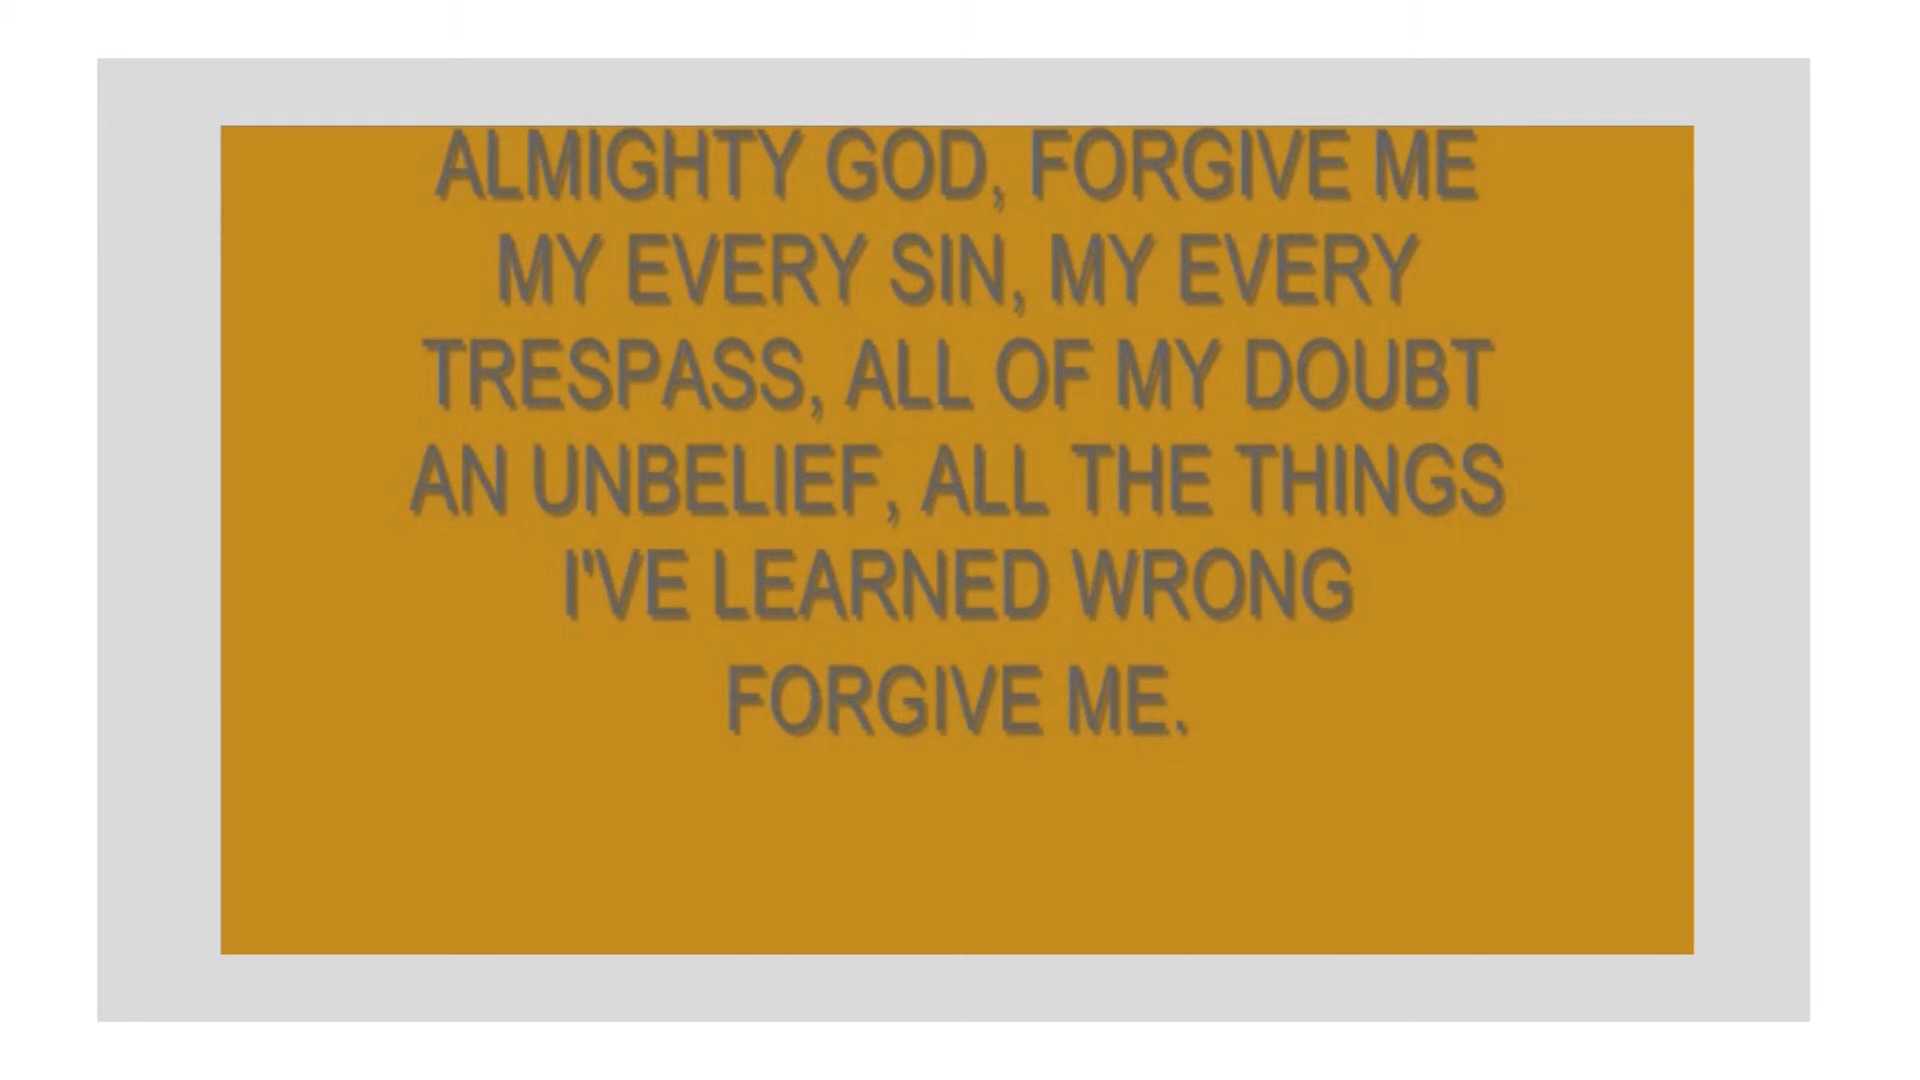 ALMIGHTY GOD, FORGIVE ME
MY EVERY SIN, MY EVERY
TRESPASS, ALL OF MY DOUBT
AN UNBELIEF, ALL THE THINGS
I'VE LEARNED WRONG
FORGIVE ME.